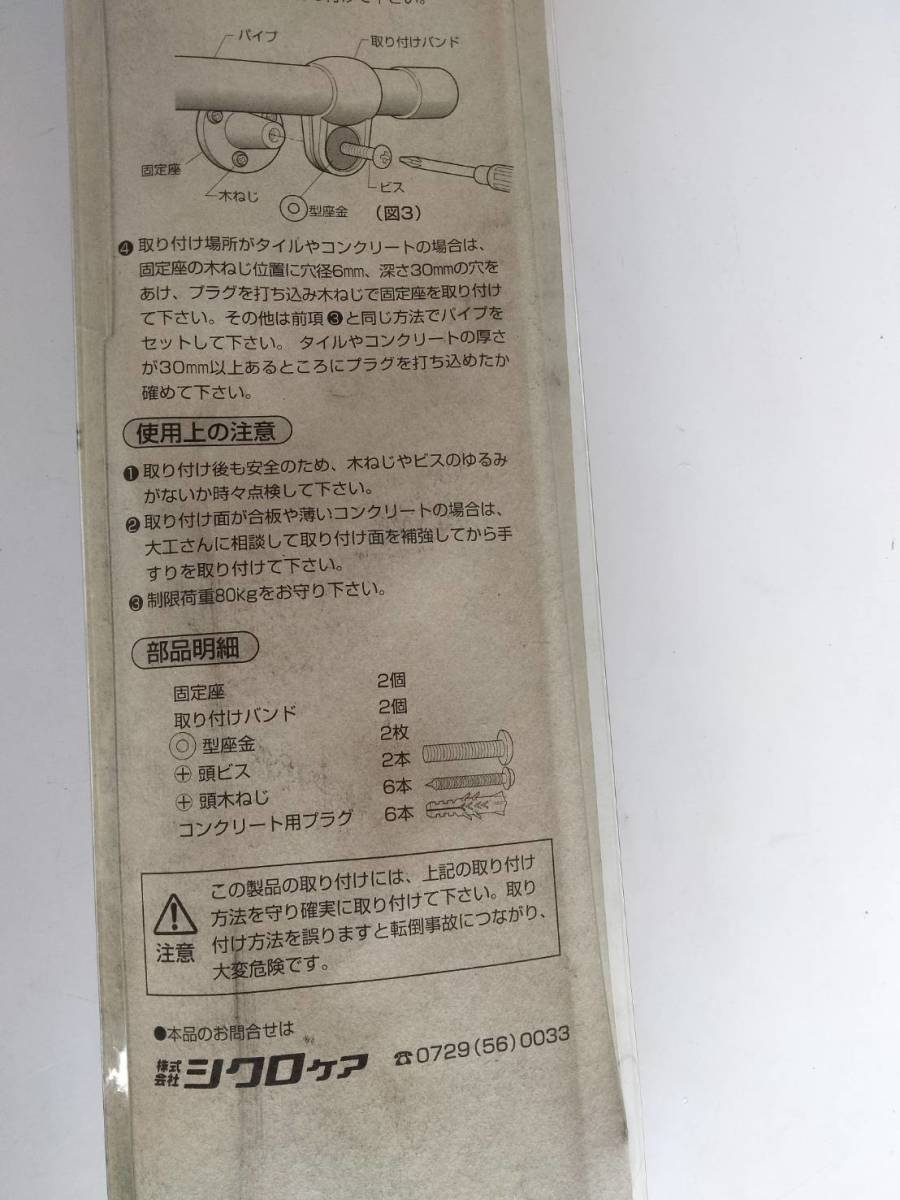 付けて下さい。
パイプ
取り付けバンド
固定座
木ねじ
ビス
◎型座金
(図3)
❹ 取り付け場所がタイルやコンクリートの場合は、
固定座の木ねじ位置に穴径6mm、深さ30mmの穴を
あけ、プラグを打ち込み木ねじで固定座を取り付け
て下さい。その他は前項❸と同じ方法でパイプを
セットして下さい。 タイルやコンクリートの厚さ
が30mm以上あるところにプラグを打ち込めたか
確めて下さい。
使用上の注意
❶ 取り付け後も安全のため、木ねじやビスのゆるみ
がないか時々点検して下さい。
❷ 取り付け面が合板や薄いコンクリートの場合は、
大工さんに相談して取り付け面を補強してから手
すりを取り付けて下さい。
❸ 制限荷重80kgをお守り下さい。
部品明細
固定座 2個
取り付けバンド 2個
◎ 型座金 2枚
⊕ 頭ビス 2本
⊕ 頭木ねじ 6本
コンクリート用プラグ 6本
この製品の取り付けには、上記の取り付け
方法を守り確実に取り付けて下さい。取り
付け方法を誤りますと転倒事故につながり、
大変危険です。
注意
●本品のお問合せは
株式会社シクロケア ☎0729(56)0033